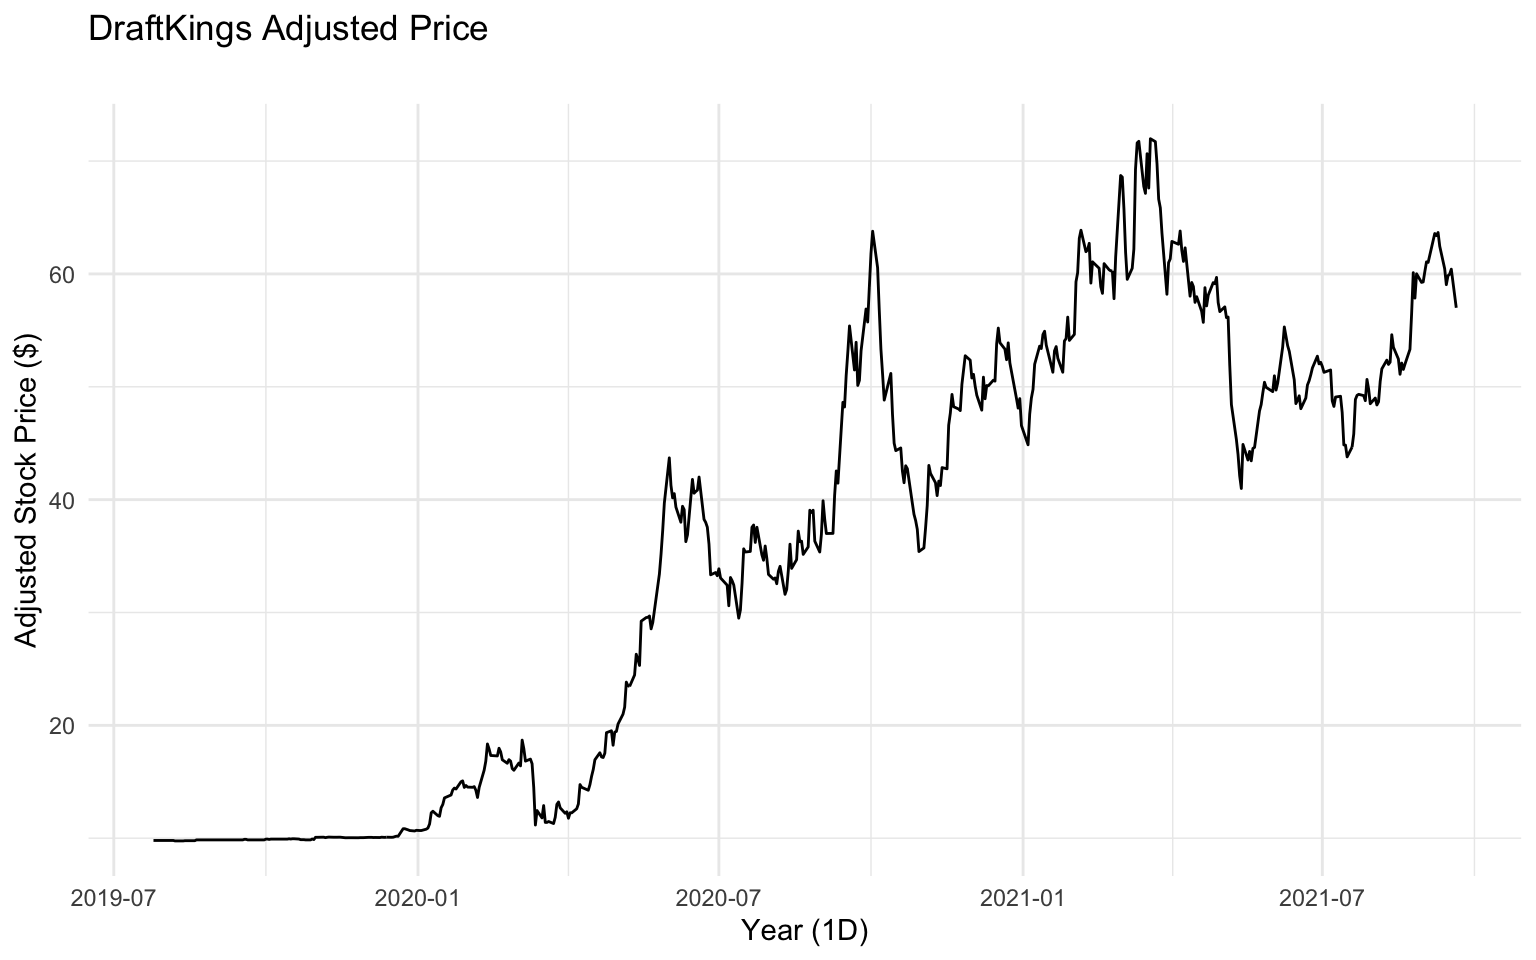 DraftKings Adjusted Price
Adjusted Stock Price ($)
60
40
20
2019-07 2020-01 2020-07 2021-01 2021-07
Year (1D)